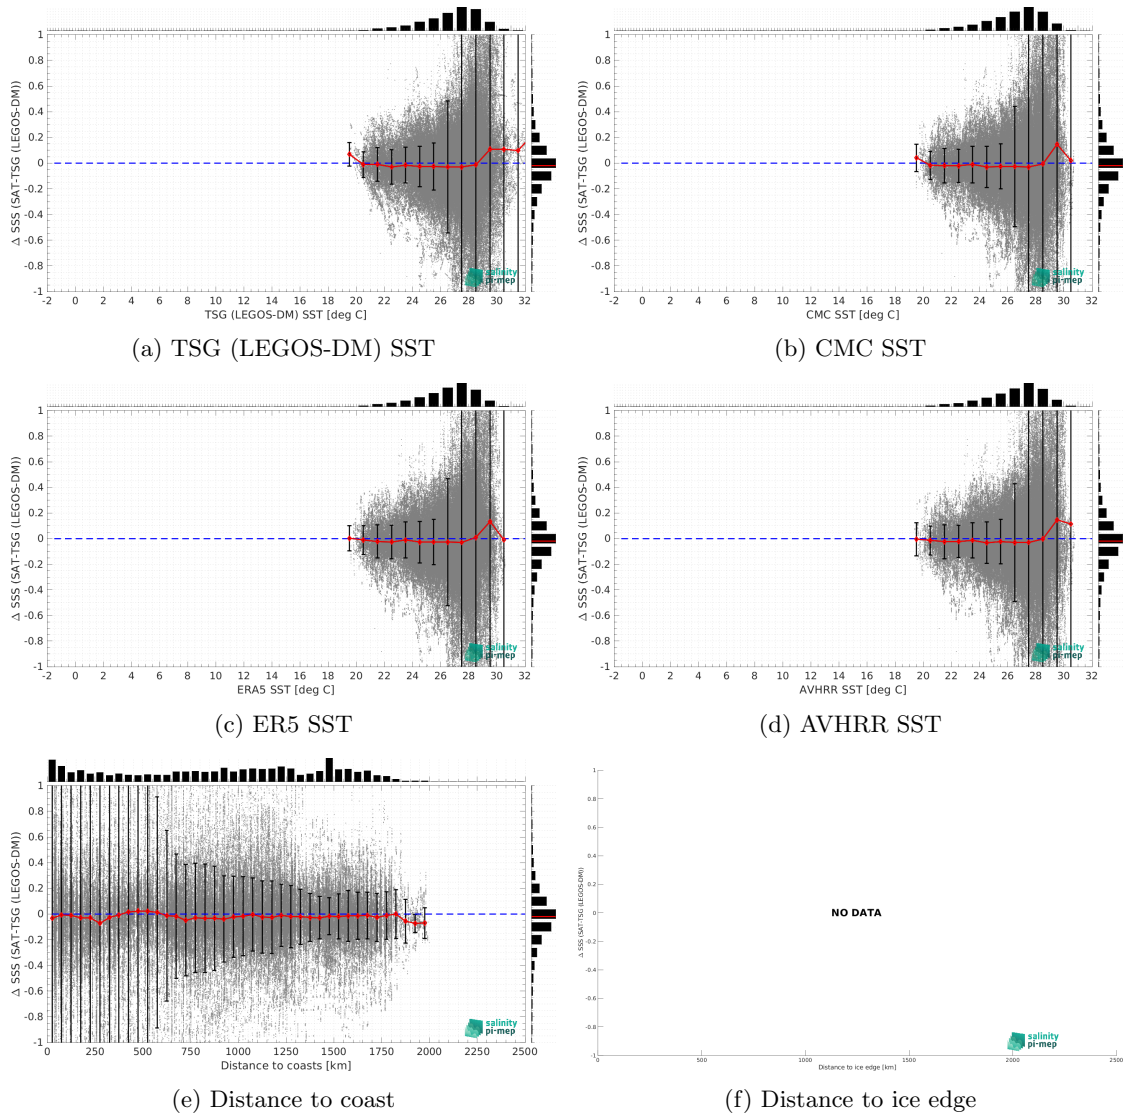 1
0.8
0.6
0.4
0.2
0
-0.2
-0.4
-0.6
-0.8
-1
Δ SSS (SAT-TSG (LEGOS-DM))
-2 0 2 4 6 8 10 12 14 16 18 20 22 24 26 28 30 32
TSG (LEGOS-DM) SST [deg C]
salinity
pi-mep
(a) TSG (LEGOS-DM) SST
1
0.8
0.6
0.4
0.2
0
-0.2
-0.4
-0.6
-0.8
-1
Δ SSS (SAT-TSG (LEGOS-DM))
-2 0 2 4 6 8 10 12 14 16 18 20 22 24 26 28 30 32
CMC SST [deg C]
salinity
pi-mep
(b) CMC SST
1
0.8
0.6
0.4
0.2
0
-0.2
-0.4
-0.6
-0.8
-1
Δ SSS (SAT-TSG (LEGOS-DM))
-2 0 2 4 6 8 10 12 14 16 18 20 22 24 26 28 30 32
ERA5 SST [deg C]
salinity
pi-mep
(c) ER5 SST
1
0.8
0.6
0.4
0.2
0
-0.2
-0.4
-0.6
-0.8
-1
Δ SSS (SAT-TSG (LEGOS-DM))
-2 0 2 4 6 8 10 12 14 16 18 20 22 24 26 28 30 32
AVHRR SST [deg C]
salinity
pi-mep
(d) AVHRR SST
1
0.8
0.6
0.4
0.2
0
-0.2
-0.4
-0.6
-0.8
-1
Δ SSS (SAT-TSG (LEGOS-DM))
0 250 500 750 1000 1250 1500 1750 2000 2250 2500
Distance to coasts [km]
salinity
pi-mep
(e) Distance to coast
1
0.8
0.6
0.4
0.2
0
-0.2
-0.4
-0.6
-0.8
-1
Δ SSS (SAT-TSG (LEGOS-DM))
NO DATA
0 500 1000 1500 2000 2500
Distance to ice edge [km]
salinity
pi-mep
(f) Distance to ice edge